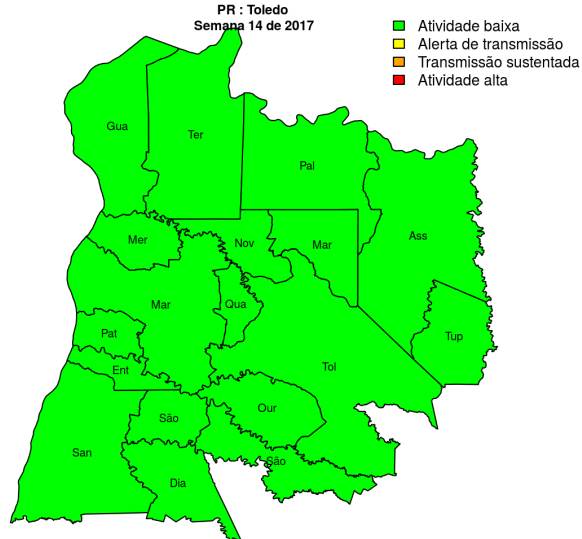 PR : Toledo
Semana 14 de 2017
Atividade baixa
Alerta de transmissão
Transmissão sustentada
Atividade alta
Gua
Ter
Pal
Ass
Mer
Nov
Mar
Mar
Qua
Pat
Tup
Ent
Tol
São
Our
San
São
Dia